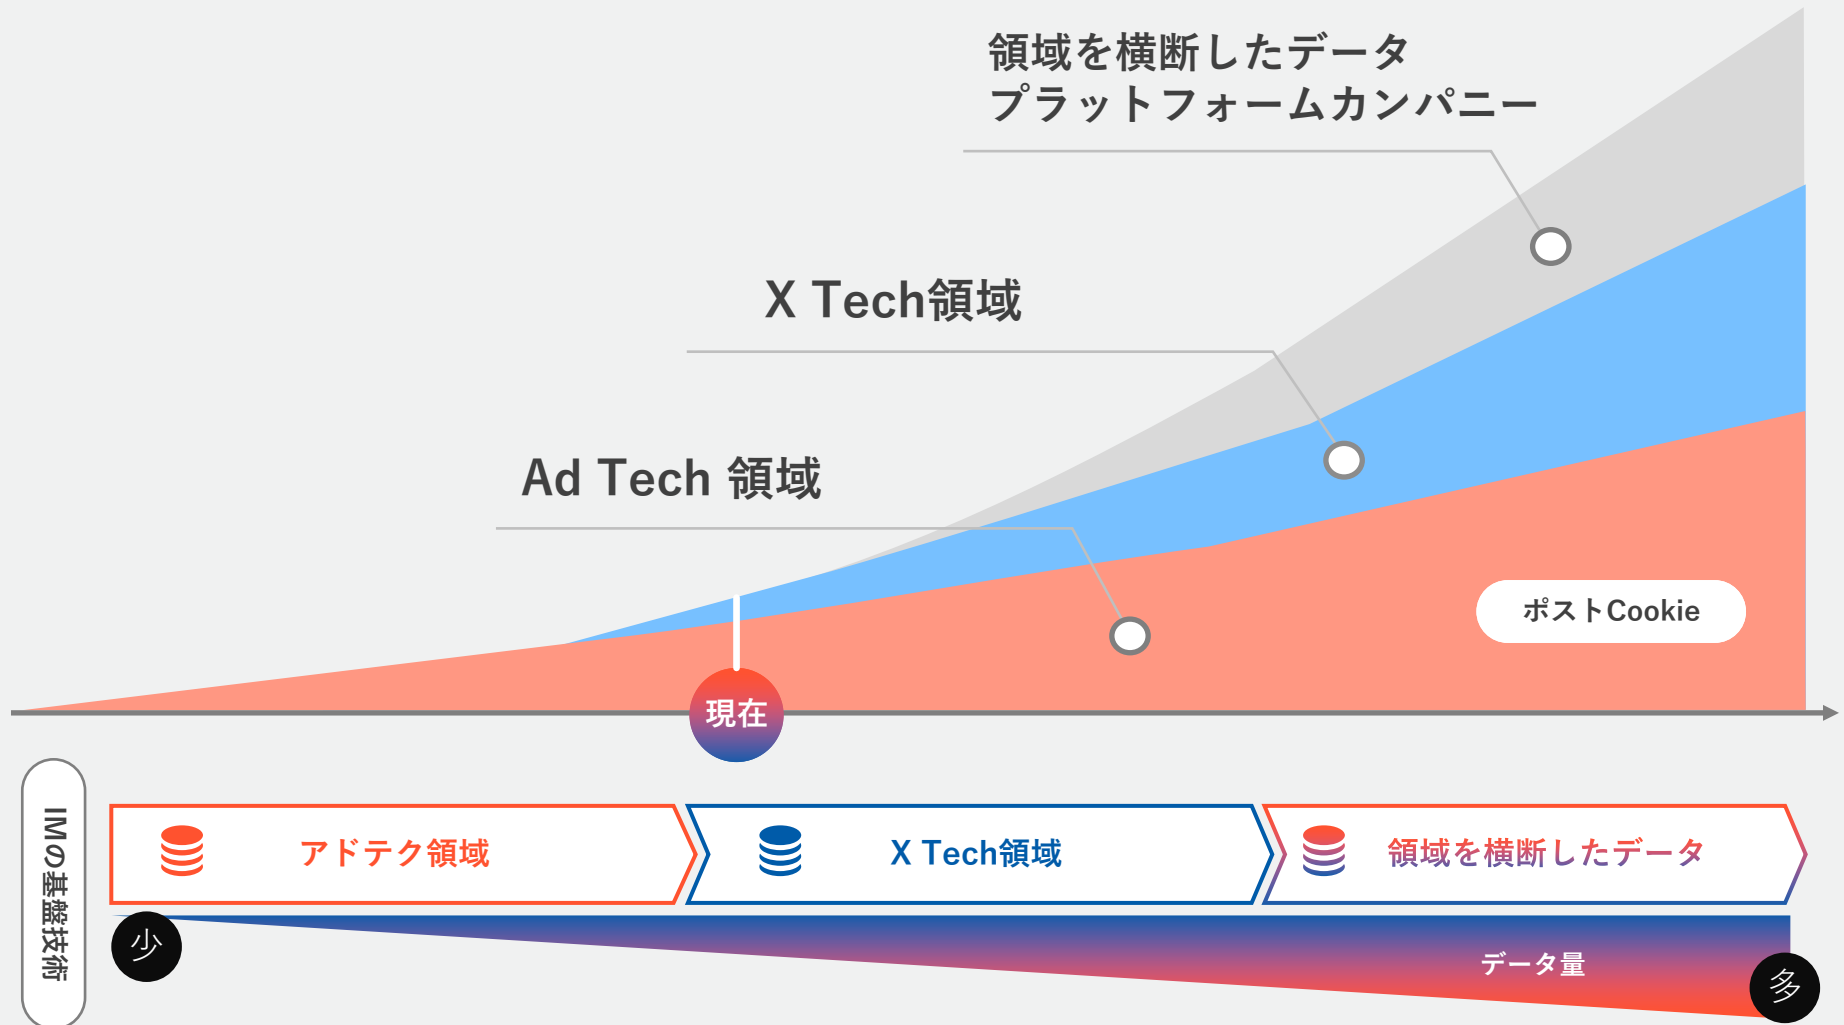 領域を横断したデータ
プラットフォームカンパニー
X Tech領域
Ad Tech 領域
ポストCookie
現在
IMの基盤技術
アドテク領域
X Tech領域
領域を横断したデータ
少
データ量
多